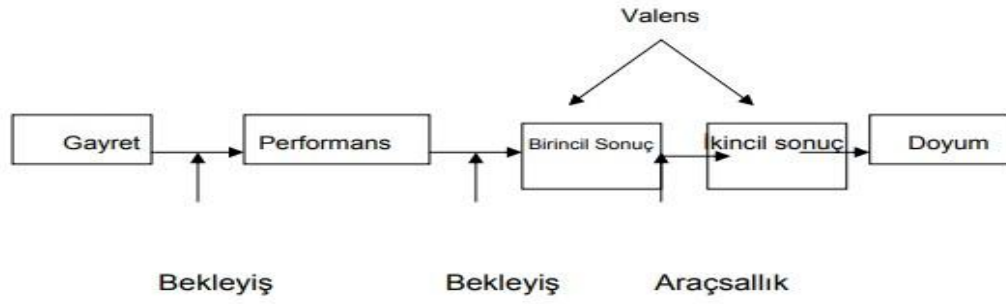 Valens
Gayret
Performans
Birincil Sonuç
İkincil sonuç
Doyum
Bekleyiş
Bekleyiş
Araçsallık